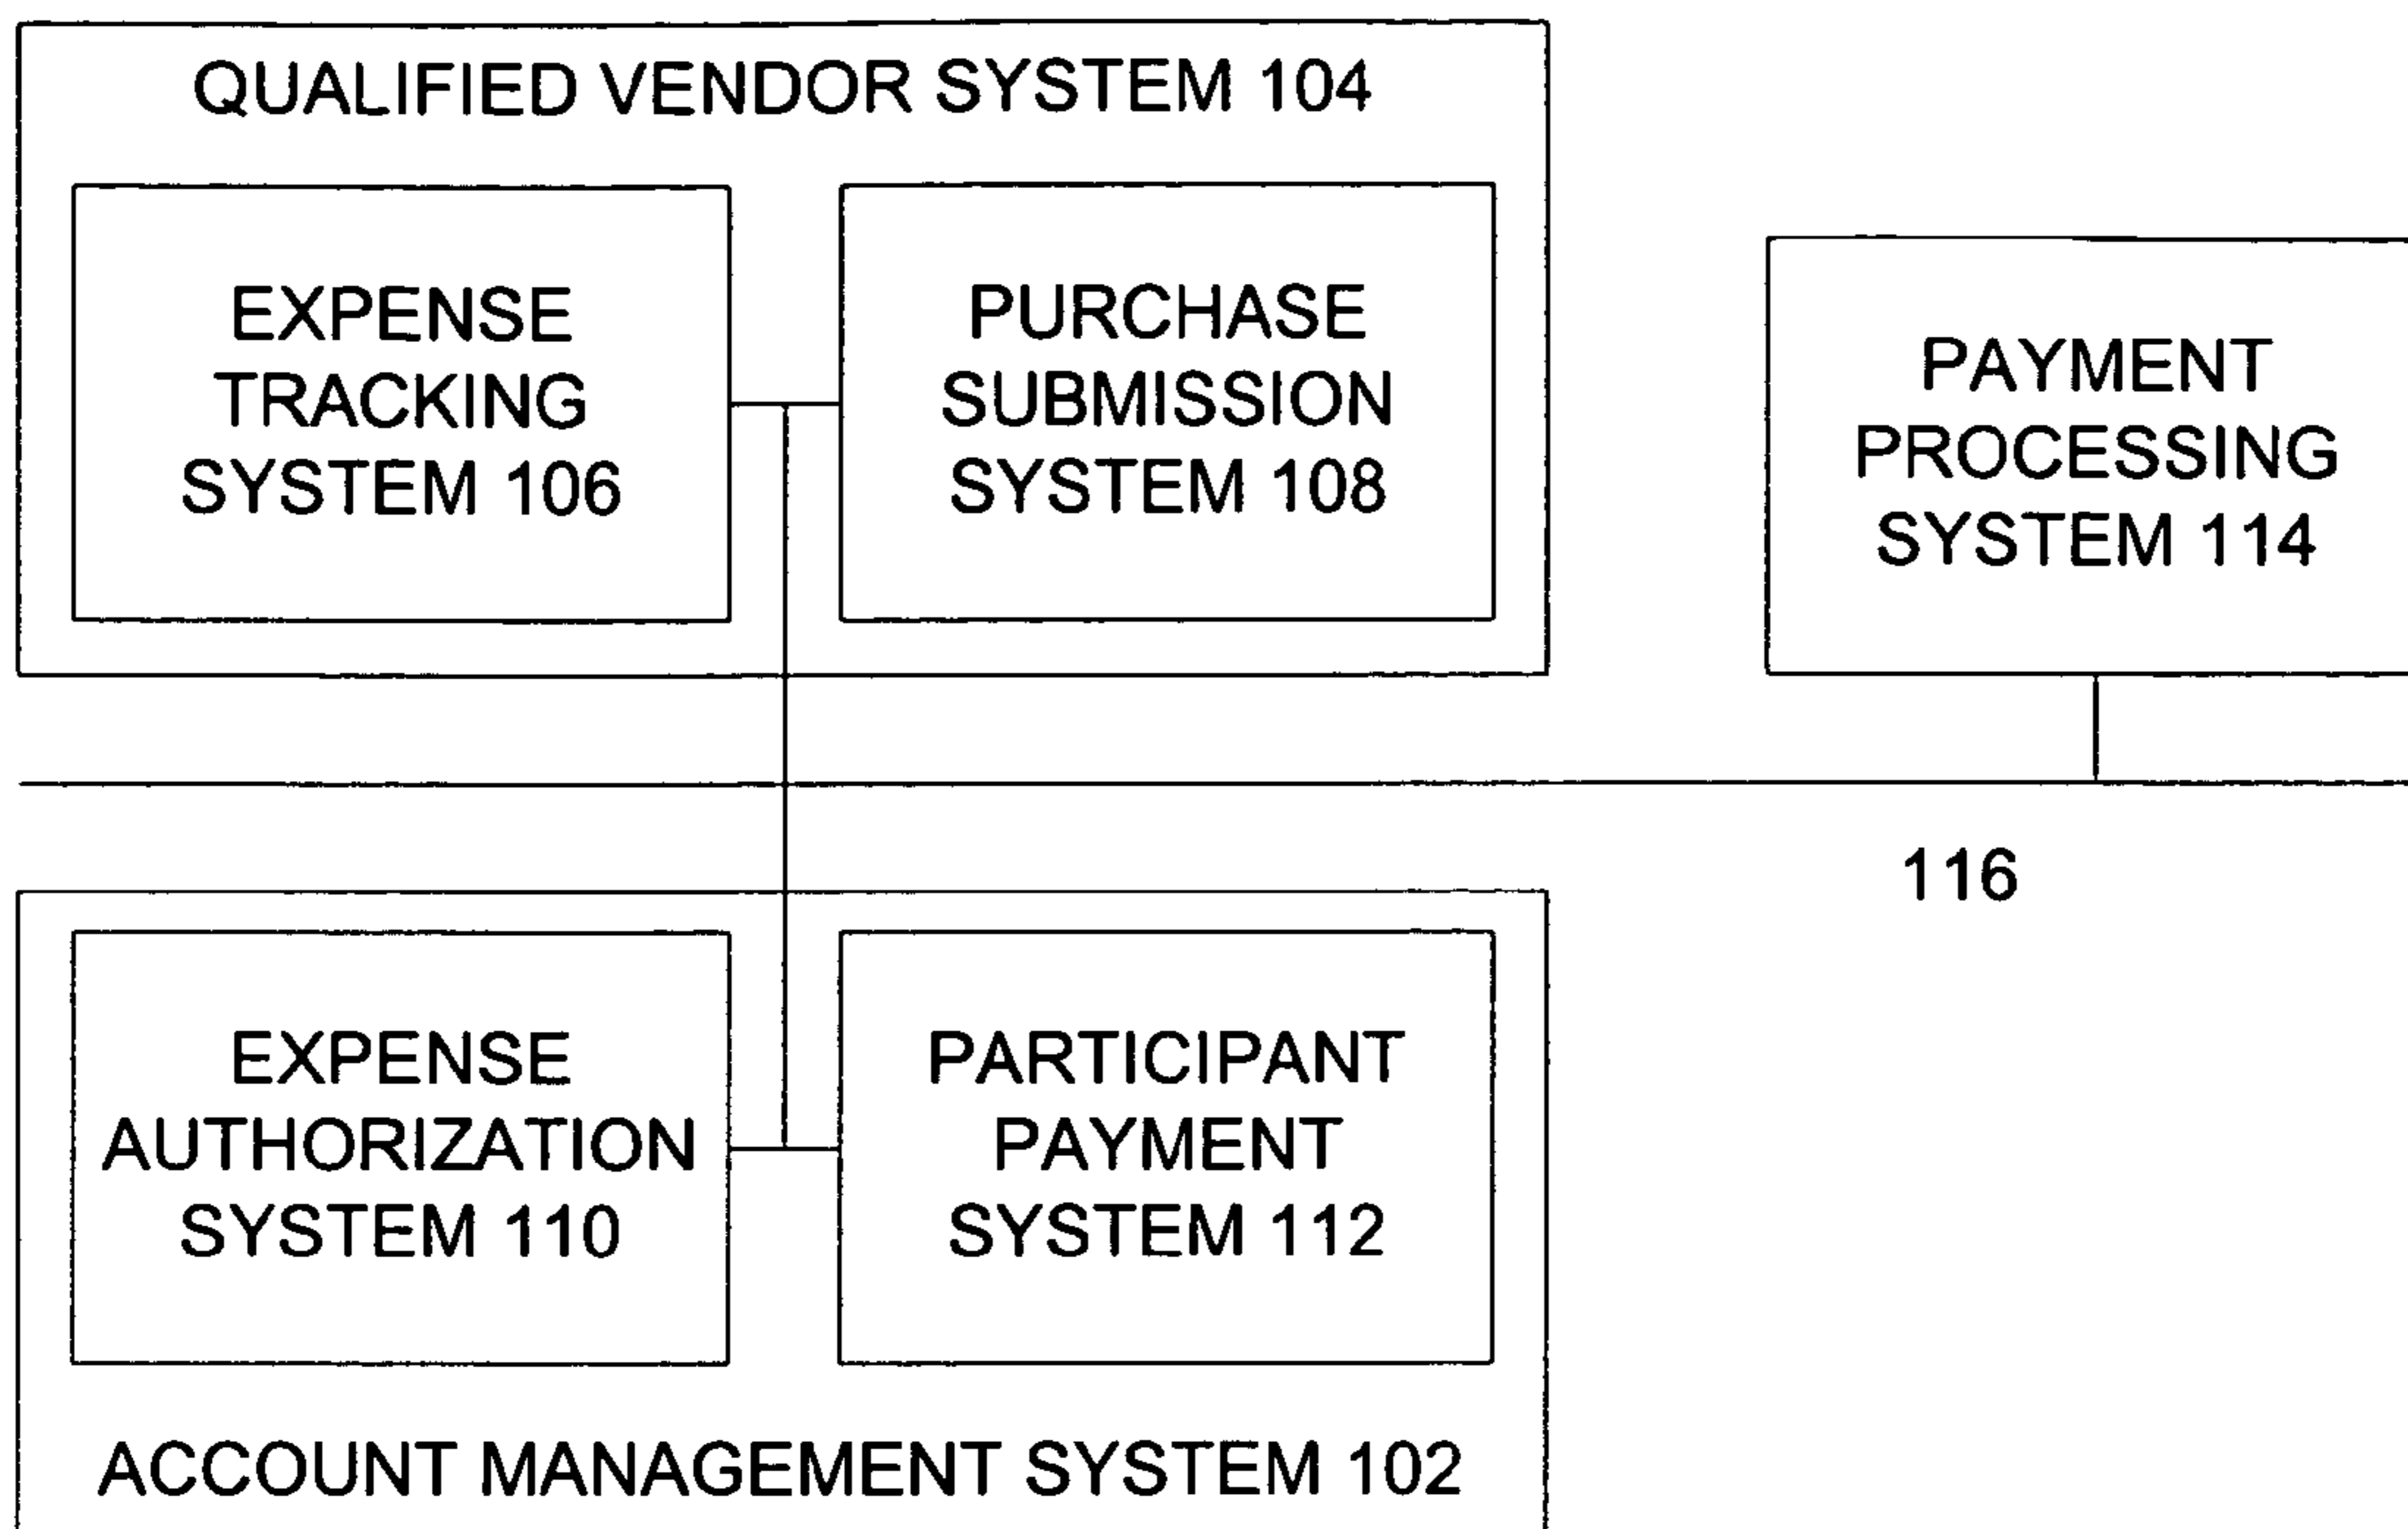 QUALIFIED VENDOR SYSTEM 104
EXPENSE
TRACKING
SYSTEM 106
PURCHASE
SUBMISSION
SYSTEM 108
PAYMENT
PROCESSING
SYSTEM 114
116
EXPENSE
AUTHORIZATION
SYSTEM 110
PARTICIPANT
PAYMENT
SYSTEM 112
ACCOUNT MANAGEMENT SYSTEM 102